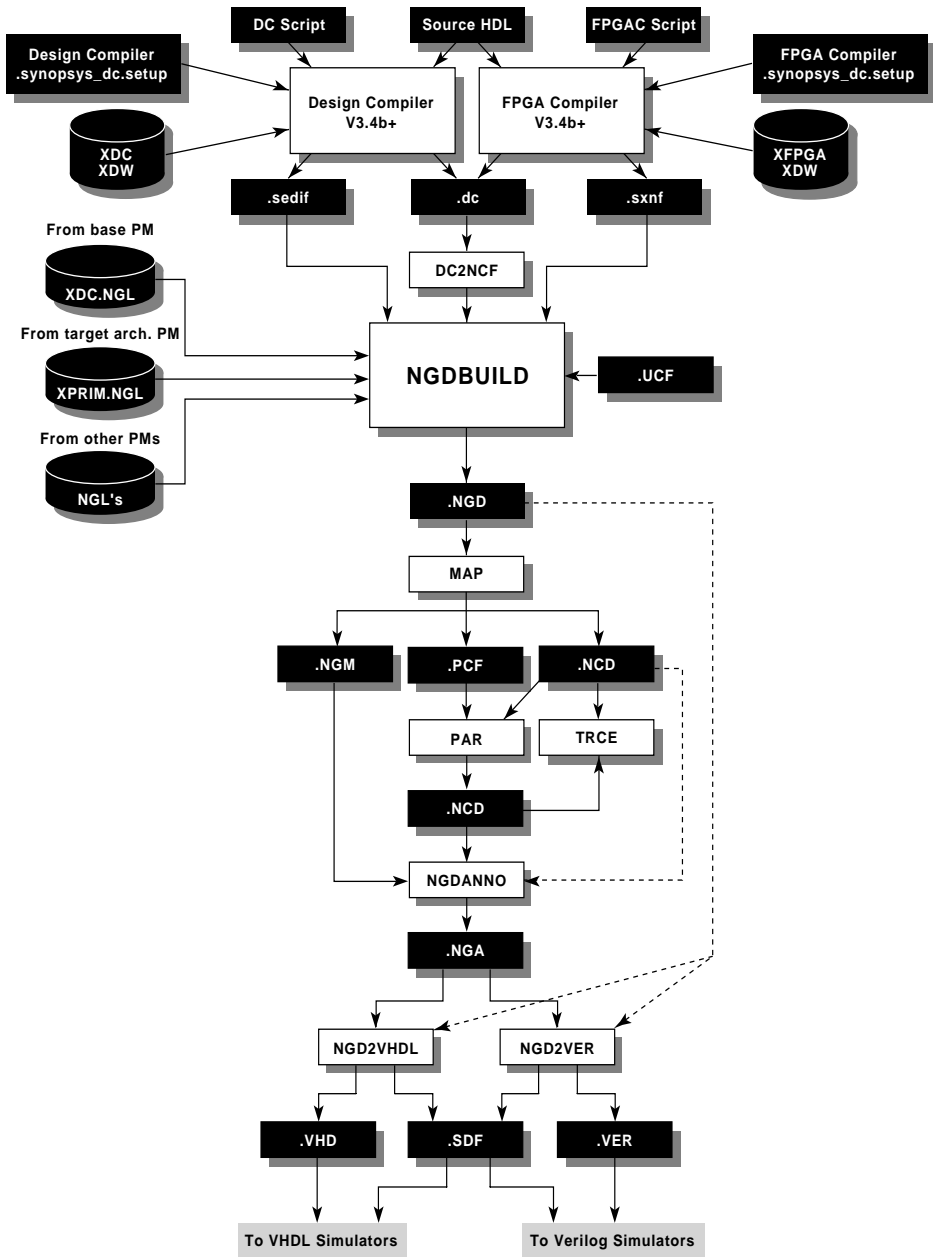 DC Script
Source HDL
FPGAC Script
Design Compiler
.synopsys_dc.setup
FPGA Compiler
.synopsys_dc.setup
Design Compiler
V3.4b+
FPGA Compiler
V3.4b+
XDC
XDW
XFPGA
XDW
.sedif
.dc
.sxnf
From base PM
XDC.NGL
DC2NCF
From target arch. PM
XPRIM.NGL
NGDBUILD
.UCF
From other PMs
NGL's
.NGD
MAP
.NGM
.PCF
.NCD
PAR
TRCE
.NCD
NGDANNO
.NGA
NGD2VHDL
NGD2VER
.VHD
.SDF
.VER
To VHDL Simulators
To Verilog Simulators